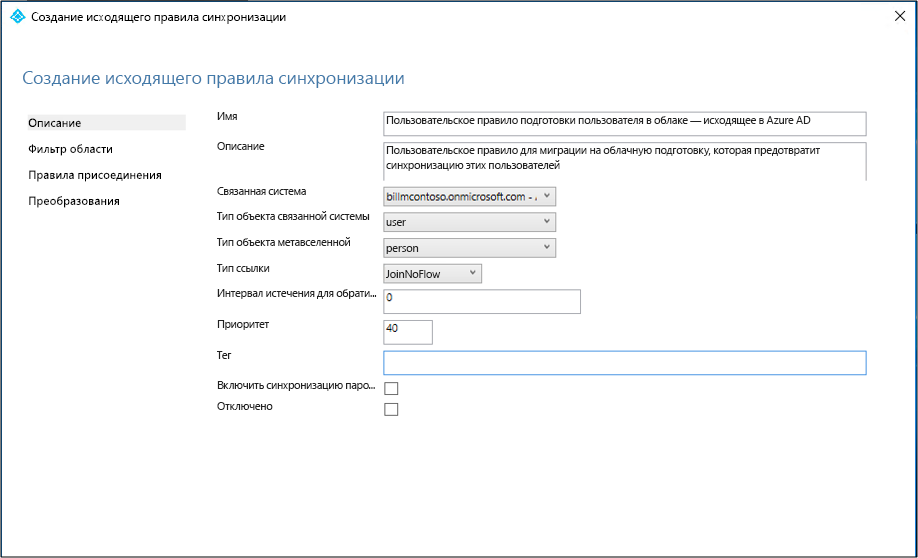 Создание исходящего правила синхронизации
Создание исходящего правила синхронизации
Описание
Фильтр области
Правила присоединения
Преобразования
Имя
Пользовательское правило подготовки пользователя в облаке — исходящее в Azure AD
Описание
Пользовательское правило для миграции на облачную подготовку, которая предотвратит
синхронизацию этих пользователей
Связанная система
billmcontoso.onmicrosoft.com -
Тип объекта связанной системы
user
Тип объекта метавселенной
person
Тип ссылки
JoinNoFlow
Интервал истечения для обрати...
0
Приоритет
40
Тег
Включить синхронизацию паро...
Отключено